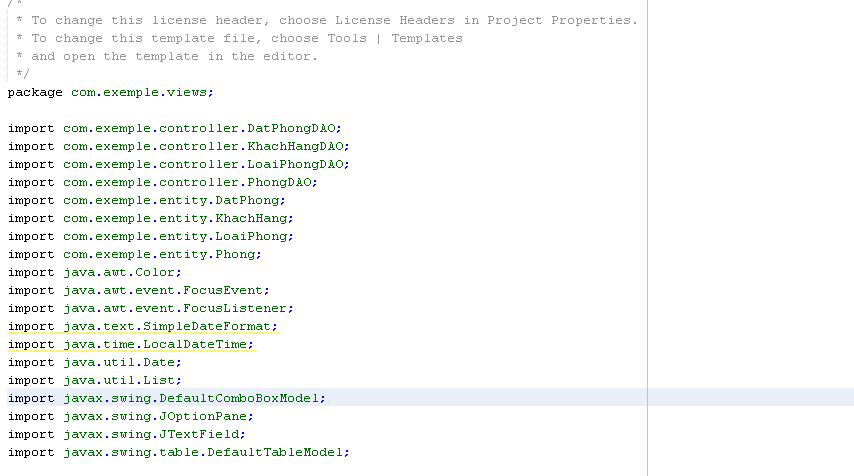 /*
* To change this license header, choose License Headers in Project Properties.
* To change this template file, choose Tools | Templates
* and open the template in the editor.
*/
package com.exemple.views;
import com.exemple.controller.DatPhongDAO;
import com.exemple.controller.KhachHangDAO;
import com.exemple.controller.LoaiPhongDAO;
import com.exemple.controller.PhongDAO;
import com.exemple.entity.DatPhong;
import com.exemple.entity.KhachHang;
import com.exemple.entity.LoaiPhong;
import com.exemple.entity.Phong;
import java.awt.Color;
import java.awt.event.FocusEvent;
import java.awt.event.FocusListener;
import java.text.SimpleDateFormat;
import java.time.LocalDateTime;
import java.util.Date;
import java.util.List;
import javax.swing.DefaultComboBoxModel;
import javax.swing.JOptionPane;
import javax.swing.JTextField;
import javax.swing.table.DefaultTableModel;